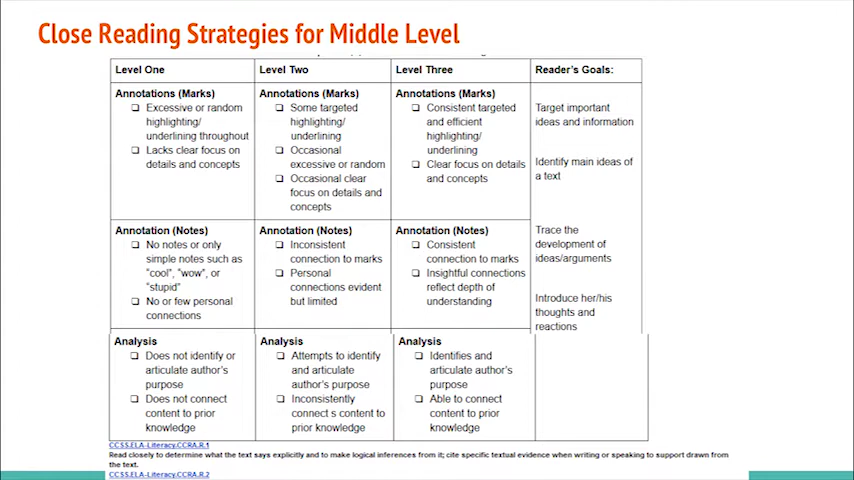 Close Reading Strategies for Middle Level
Level One
Level Two
Level Three
Reader's Goals:
Annotations (Marks)
Excessive or random
highlighting/
underlining throughout
Lacks clear focus on
details and concepts
Annotations (Marks)
Some targeted
highlighting/
underlining
Occasional
excessive or random
Occasional clear
focus on details and
concepts
Annotations (Marks)
Consistent targeted
and efficient
highlighting/
underlining
Clear focus on details
and concepts
Target important
ideas and information
Identify main ideas of
a text
Annotation (Notes)
No notes or only
simple notes such as
"cool", "wow", or
"stupid"
No or few personal
connections
Annotation (Notes)
Inconsistent
connection to marks
Personal
connections evident
but limited
Annotation (Notes)
Consistent
connection to marks
Insightful connections
reflect depth of
understanding
Trace the
development of
ideas/arguments
Introduce her/his
thoughts and
reactions
Analysis
Does not identify or
articulate author's
purpose
Does not connect
content to prior
knowledge
Analysis
Attempts to identify
and articulate
author's purpose
Inconsistently
connect s content to
prior knowledge
Analysis
Identifies and
articulate author's
purpose
Able to connect
content to prior
knowledge
CCSS.ELA-Literacy.CCRA.R.1
Read closely to determine what the text says explicitly and to make logical inferences from it; cite specific textual evidence when writing or speaking to support drawn from
the text.
CCSS.ELA-Literacy.CCRA.R.2